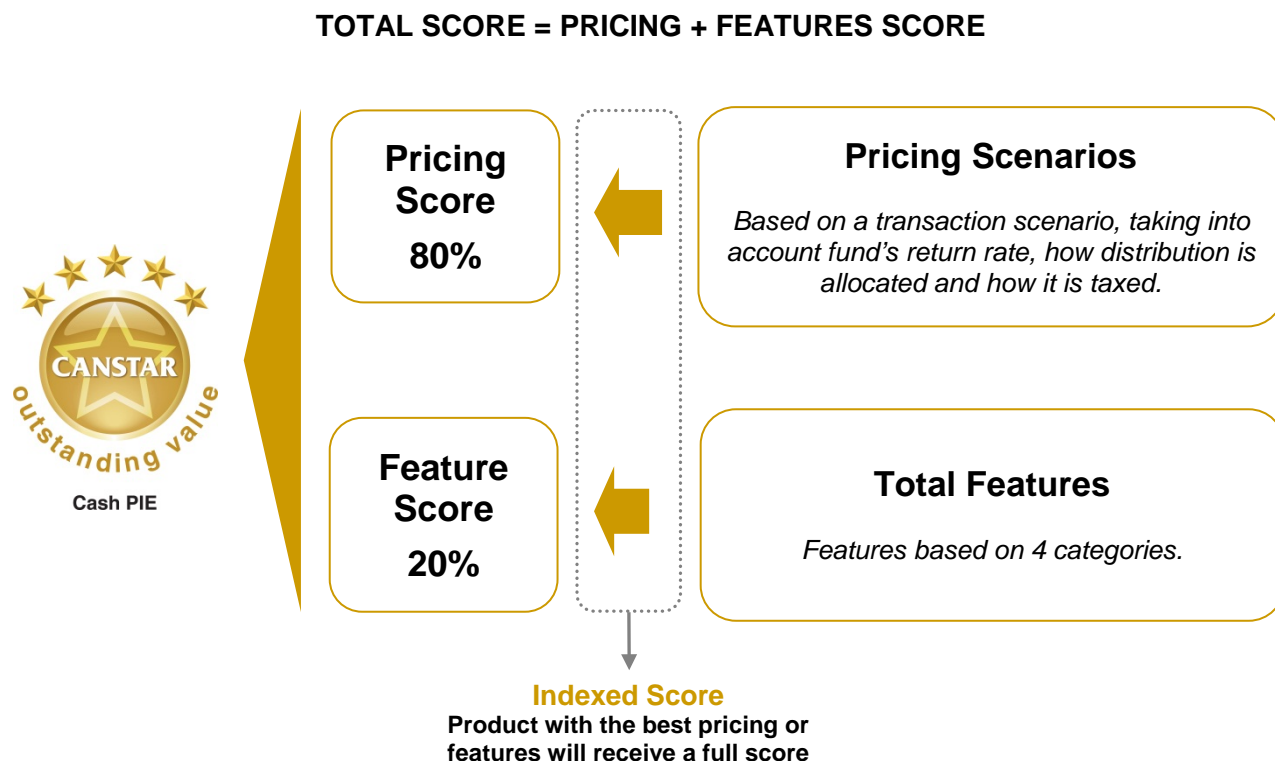 TOTAL SCORE = PRICING + FEATURES SCORE
CANSTAR
outstanding value
Cash PIE
Pricing
Score
80%
Pricing Scenarios
Based on a transaction scenario, taking into
account fund's return rate, how distribution is
allocated and how it is taxed.
Feature
Score
20%
Total Features
Features based on 4 categories.
Indexed Score
Product with the best pricing or
features will receive a full score